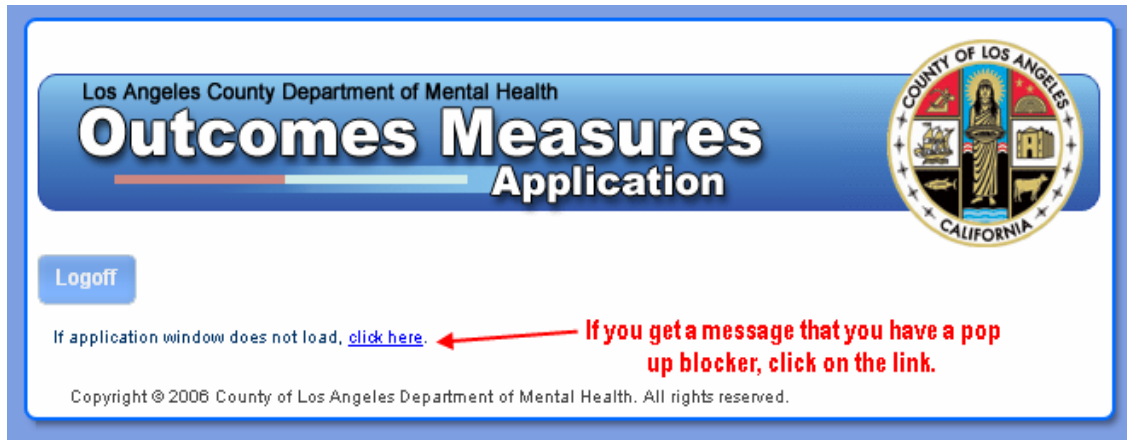 Los Angeles County Department of Mental Health
Outcomes Measures
Application
COUNTY OF LOS ANGELES
CALIFORNIA
Logoff
If application window does not load, click here.
If you get a message that you have a pop
up blocker, click on the link.
Copyright © 2006 County of Los Angeles Department of Mental Health. All rights reserved.